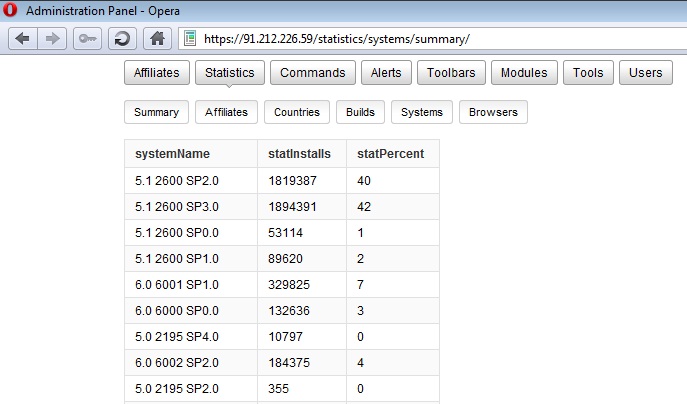 Administration Panel - Opera
https://91.212.226.59/statistics/systems/summary/
Affiliates Statistics Commands Alerts Toolbars Modules Tools Users
Summary Affiliates Countries Builds Systems Browsers
systemName statInstalls statPercent
5.1 2600 SP2.0 1819387 40
5.1 2600 SP3.0 1894391 42
5.1 2600 SP0.0 53114 1
5.1 2600 SP1.0 89620 2
6.0 6001 SP1.0 329825 7
6.0 6000 SP0.0 132636 3
5.0 2195 SP4.0 10797 0
6.0 6002 SP2.0 184375 4
5.0 2195 SP2.0 355 0